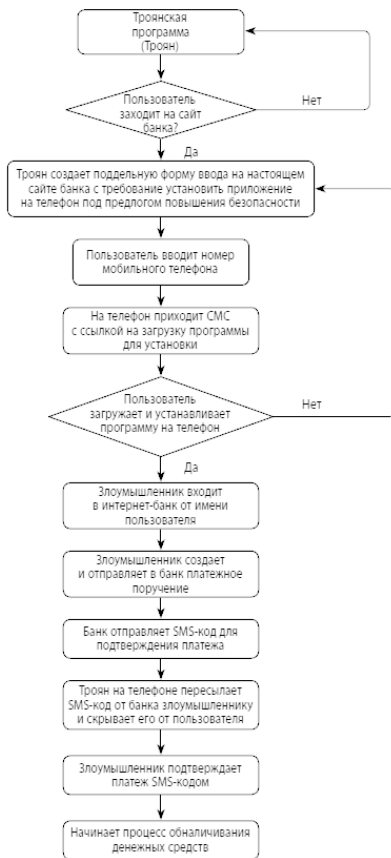 Троянская
программа
(Троян)
Пользователь
заходит на сайт
банка?
Нет
Да
Троян создает поддельную форму ввода на настоящем
сайте банка с требование установить приложение
на телефон под предлогом повышения безопасности
Пользователь вводит номер
мобильного телефона
На телефон приходит СМС
с ссылкой на загрузку программы
для установки
Пользователь
загружает и устанавливает
программу на телефон
Нет
Да
Злоумышленник входит
в интернет-банк от имени
пользователя
Злоумышленник создает
и отправляет в банк платежное
поручение
Банк отправляет SMS-код для
подтверждения платежа
Троян на телефоне пересылает
SMS-код от банка злоумышленнику
и скрывает его от пользователя
Злоумышленник подтверждает
платеж SMS-кодом
Начинает процесс обналичивания
денежных средств